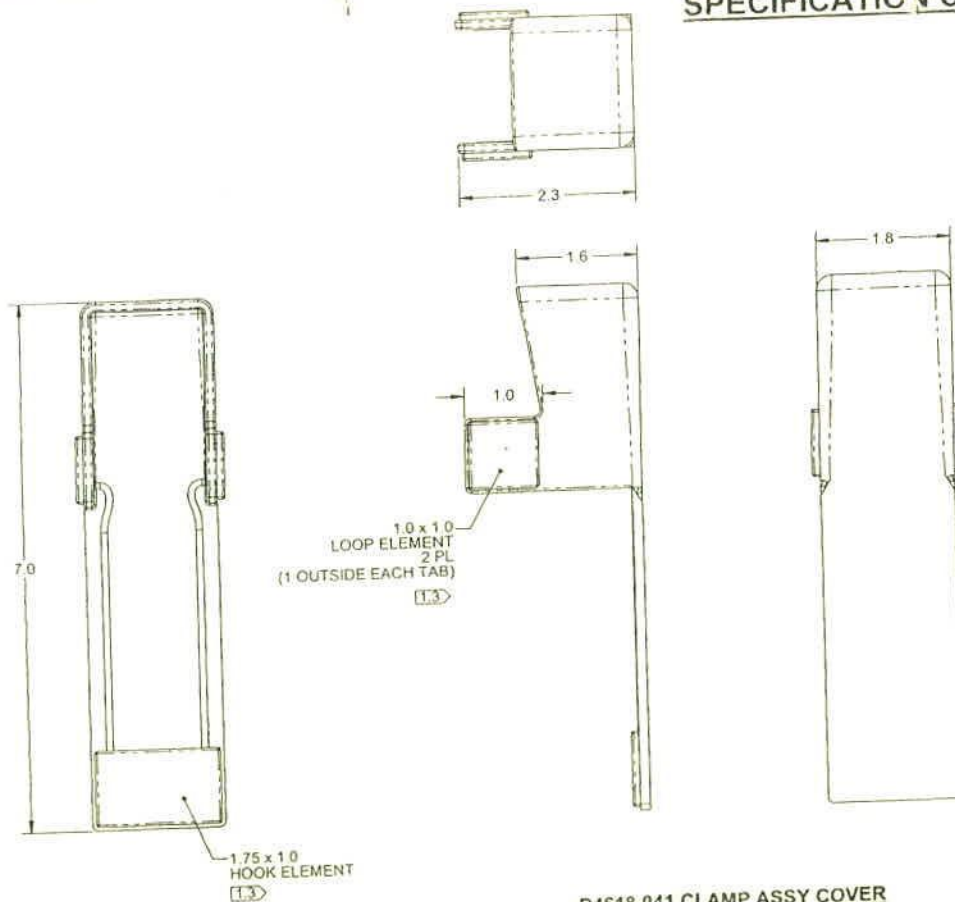 SPECIFICATION
2.3
1.6
1.8
1.0
7.0
1.0 x 1.0
LOOP ELEMENT
2 PL
(1 OUTSIDE EACH TAB)
1.3
1.75 x 1.0
HOOK ELEMENT
1.3
CLAMP ASSY COVER